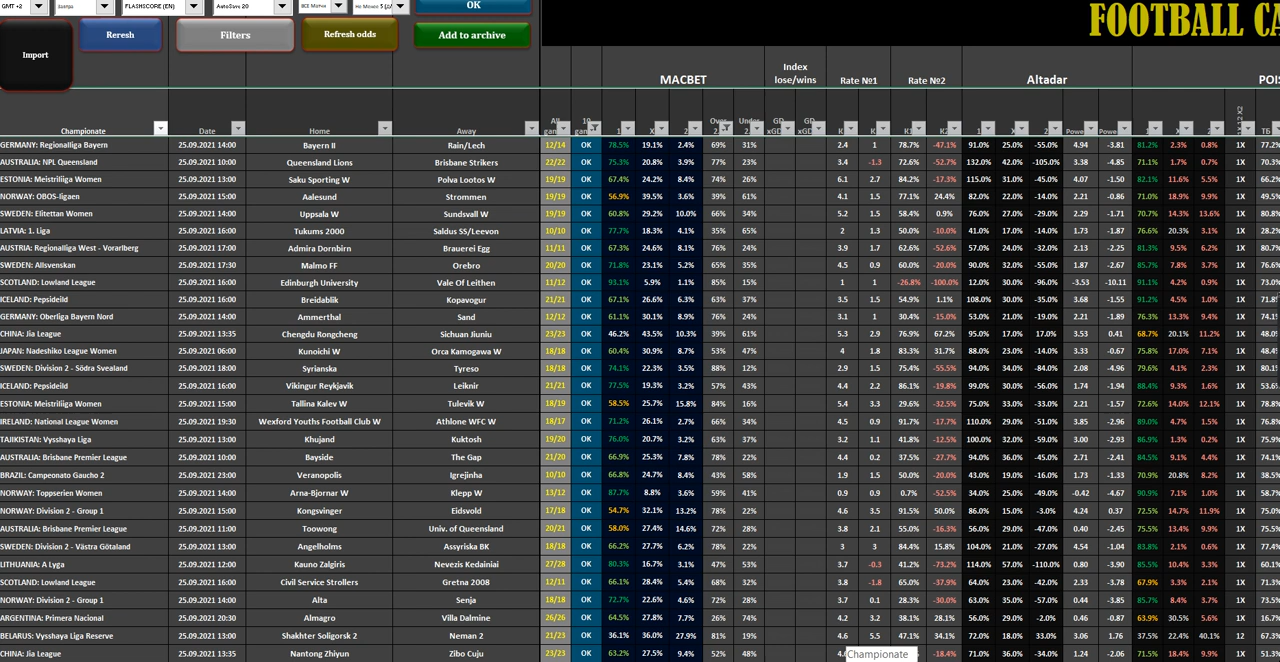 GMT +2 FLASHSCORE (EN) AutoSave 20 OK FOOTBALL CA
Reresh Filters Refresh odds Add to archive
Import
MACBET Index lose/wins Rate №1 Rate №2 Altadar POIS
Championate Date Home Away
GERMANY: Regionalliga Bayern 25.09.2021 14:00 Bayern II Rain/Lech 12/14 OK 78.5% 19.1% 2.4% 69% 31% 2.4 1 78.7% -47.1% 91.0% 25.0% -55.0% 4.94 -3.81 81.2% 2.3% 0.8% 1X 77.2%
AUSTRALIA: NPL Queensland 25.09.2021 10:00 Queensland Lions Brisbane Strikers 22/22 OK 75.3% 20.8% 3.9% 77% 23% 3.4 -1.3 72.6% -52.7% 132.0% 42.0% -105.0% 3.38 -4.85 71.1% 1.7% 0.7% 1X 70.3%
ESTONIA: Meistriliiga Women 25.09.2021 13:00 Saku Sporting W Polva Lootos W 19/19 OK 67.4% 24.2% 8.4% 74% 26% 6.1 2.7 84.2% -17.3% 115.0% 31.0% -45.0% 4.07 -1.50 82.1% 11.6% 5.5% 1X 66.2%
NORWAY: OBOS-ligaen 25.09.2021 15:00 Aalesund Strommen 19/19 OK 56.9% 39.5% 3.6% 39% 61% 4.1 1.5 77.1% 24.4% 82.0% 22.0% -14.0% 2.21 -0.86 71.0% 18.9% 9.9% 1X 49.5%
SWEDEN: Elitettan Women 25.09.2021 14:00 Uppsala W Sundsvall W 19/19 OK 60.8% 29.2% 10.0% 66% 34% 5.2 1.5 58.4% 0.9% 76.0% 27.0% -29.0% 2.29 -1.71 70.7% 14.3% 13.6% 1X 80.8%
LATVIA: 1. Liga 25.09.2021 14:00 Tukums 2000 Saldus SS/Leevon 10/10 OK 77.7% 18.3% 4.1% 35% 65% 2 1.3 50.0% -10.0% 41.0% 17.0% -14.0% 1.73 -1.87 76.6% 20.3% 3.1% 1X 28.2%
AUSTRIA: Regionalliga West - Vorarlberg 25.09.2021 17:00 Admira Dornbirn Brauerei Egg 11/11 OK 67.3% 24.6% 8.1% 76% 24% 3.9 1.7 62.6% -52.6% 57.0% 24.0% -32.0% 2.13 -2.25 81.3% 9.5% 6.2% 1X 80.7%
SWEDEN: Allsvenskan 25.09.2021 17:30 Malmo FF Orebro 20/20 OK 71.8% 23.1% 5.2% 65% 35% 4.5 0.9 60.0% -20.0% 90.0% 32.0% -55.0% 1.87 -2.67 85.7% 7.8% 3.7% 1X 76.6%
SCOTLAND: Lowland League 25.09.2021 17:00 Edinburgh University Vale Of Leithen 11/12 OK 93.1% 5.9% 1.1% 85% 15% 1 1 -26.8% -100.0% 12.0% 30.0% -96.0% -3.53 -10.11 91.1% 4.2% 0.9% 1X 73.0%
ICELAND: Pepsideild 25.09.2021 14:00 Breidablik Kopavogur 21/21 OK 67.1% 26.6% 6.3% 63% 37% 3.5 1.5 54.9% 1.1% 108.0% 30.0% -35.0% 3.68 -1.55 91.2% 4.5% 1.0% 1X 71.8%
GERMANY: Oberliga Bayern Nord 25.09.2021 14:00 Ammerthal Sand 12/12 OK 61.1% 30.1% 8.9% 76% 24% 3.1 1 30.4% -15.0% 53.0% 21.0% -19.0% 2.21 -1.89 76.3% 13.3% 9.4% 1X 74.1%
CHINA: Jia League 25.09.2021 13:35 Chengdu Rongcheng Sichuan Jiuniu 23/23 OK 46.2% 43.5% 10.3% 39% 61% 5.3 2.9 76.9% 67.2% 95.0% 17.0% 17.0% 3.53 0.41 68.7% 20.1% 11.2% 1X 48.0%
JAPAN: Nadeshiko League Women 25.09.2021 06:00 Kunoichi W Orca Kamogawa W 18/18 OK 60.4% 30.9% 8.7% 53% 47% 4 1.8 83.3% 31.7% 88.0% 23.0% -14.0% 3.33 -0.67 75.8% 17.0% 7.1% 1X 48.4%
SWEDEN: Division 2 - Södra Svealand 25.09.2021 18:00 Syrianska Tyreso 18/18 OK 74.1% 22.3% 3.5% 88% 12% 2.9 1.5 75.4% -55.5% 94.0% 34.0% -84.0% 2.08 -4.96 79.6% 4.1% 2.3% 1X 80.1%
ICELAND: Pepsideild 25.09.2021 14:00 Vikingur Reykjavik Leiknir 21/21 OK 77.5% 19.3% 3.2% 57% 43% 4.4 2.2 86.1% -19.8% 99.0% 30.0% -56.0% 1.74 -1.94 88.4% 6.2% 2.7% 1X
ESTONIA: Meistriliiga Women 25.09.2021 15:00 Tallina Kalev W Tulevik W 18/19 OK 58.5% 25.7% 15.8% 84% 16% 5.4 3.3 29.6% -32.5% 75.0% 33.0% -33.0% 2.21 -1.57 72.6% 14.0% 12.1% 1X 78.8%
IRELAND: National League Women 25.09.2021 19:30 Wexford Youths Football Club W Athlone WFC W 18/17 OK 71.2% 26.1% 2.7% 66% 34% 4.5 0.9 91.7% -17.7% 110.0% 29.0% -51.0% 3.85 -2.96 89.0% 4.7% 1.5% 1X 76.8%
TAJIKISTAN: Vysshaya Liga 25.09.2021 13:00 Khujand Kuktosh 19/20 OK 76.0% 20.7% 3.2% 63% 37% 3.2 1.1 41.8% -12.5% 100.0% 32.0% -59.0% 3.00 -2.93 86.9% 1.3% 0.2% 1X 75.9%
AUSTRALIA: Brisbane Premier League 25.09.2021 10:00 Bayside The Gap 21/20 OK 66.9% 25.3% 7.8% 78% 22% 4.4 0.2 37.5% -27.7% 94.0% 36.0% -45.0% 2.71 -2.41 84.5% 9.1% 4.4% 1X 74.1%
BRAZIL: Campeonato Gaucho 2 25.09.2021 23:00 Veranopolis Igrejinha 10/10 OK 66.8% 24.7% 8.4% 43% 58% 1.9 1.5 50.0% -20.0% 43.0% 19.0% -16.0% 1.73 -1.33 70.9% 20.8% 8.2% 1X 38.5%
NORWAY: Toppserien Women 25.09.2021 14:00 Arna-Bjornar W Klepp W 13/12 OK 87.7% 8.8% 3.6% 59% 41% 0.9 0.9 0.7% -52.5% 34.0% 25.0% -49.0% -0.42 -4.67 90.9% 7.1% 1.0% 1X 58.7%
NORWAY: Division 2 - Group 1 25.09.2021 15:00 Kongsvinger Eidsvold 17/18 OK 54.7% 32.1% 13.2% 78% 22% 4.6 3.5 91.5% 50.0% 86.0% 15.0% -3.0% 4.24 0.37 72.5% 14.7% 11.9% 1X 75.0%
AUSTRALIA: Brisbane Premier League 25.09.2021 11:00 Toowong Univ. of Queensland 20/21 OK 58.0% 27.4% 14.6% 72% 28% 3.8 2.1 55.0% -16.3% 56.0% 29.0% -47.0% 0.40 -2.45 75.5% 13.4% 9.9% 1X 75.5%
SWEDEN: Division 2 - Västra Götaland 25.09.2021 13:00 Angelholms Assyriska BK 18/18 OK 66.2% 27.7% 6.2% 78% 22% 3 3 84.4% 15.8% 104.0% 21.0% -27.0% 4.54 -1.04 83.8% 2.1% 0.6% 1X 77.4%
LITHUANIA: A Lyga 25.09.2021 12:00 Kauno Zalgiris Nevezis Kedainiai 27/28 OK 80.3% 16.7% 3.1% 47% 53% 3.7 -0.3 41.2% -73.2% 114.0% 57.0% -110.0% 0.80 -3.90 85.5% 10.4% 3.3% 1X 60.1%
SCOTLAND: Lowland League 25.09.2021 16:00 Civil Service Strollers Gretna 2008 12/11 OK 66.1% 28.4% 5.4% 68% 32% 3.8 -1.8 65.0% -37.9% 64.0% 23.0% -42.0% 2.33 -3.78 67.9% 3.3% 2.1% 1X 71.3%
NORWAY: Division 2 - Group 1 25.09.2021 14:00 Alta Senja 18/18 OK 72.7% 22.6% 4.6% 72% 28% 3.7 0.1 28.3% -30.0% 63.0% 35.0% -57.0% 0.44 -3.85 85.7% 8.4% 3.7% 1X 73.5%
ARGENTINA: Primera Nacional 25.09.2021 20:30 Almagro Villa Dalmine 26/26 OK 64.5% 27.8% 7.7% 26% 74% 4.2 3.2 38.1% 28.1% 56.0% 29.0% -2.0% 0.46 -0.87 63.9% 30.5% 5.6% 1X 16.7%
BELARUS: Vysshaya Liga Reserve 25.09.2021 13:00 Shakhter Soligorsk 2 Neman 2 21/23 OK 36.1% 36.0% 27.9% 81% 19% 4.6 5.5 47.1% 34.1% 72.0% 18.0% 33.0% 3.06 1.76 37.5% 22.4% 40.1% 12 67.3%
CHINA: Jia League 25.09.2021 13:35 Nantong Zhiyun Zibo Cuju 23/23 OK 63.2% 27.5% 9.4% 52% 48% Championate -18.4% 71.0% 36.0% -34.0% 1.24 -2.06 71.5% 18.4% 9.9% 1X 51.3%